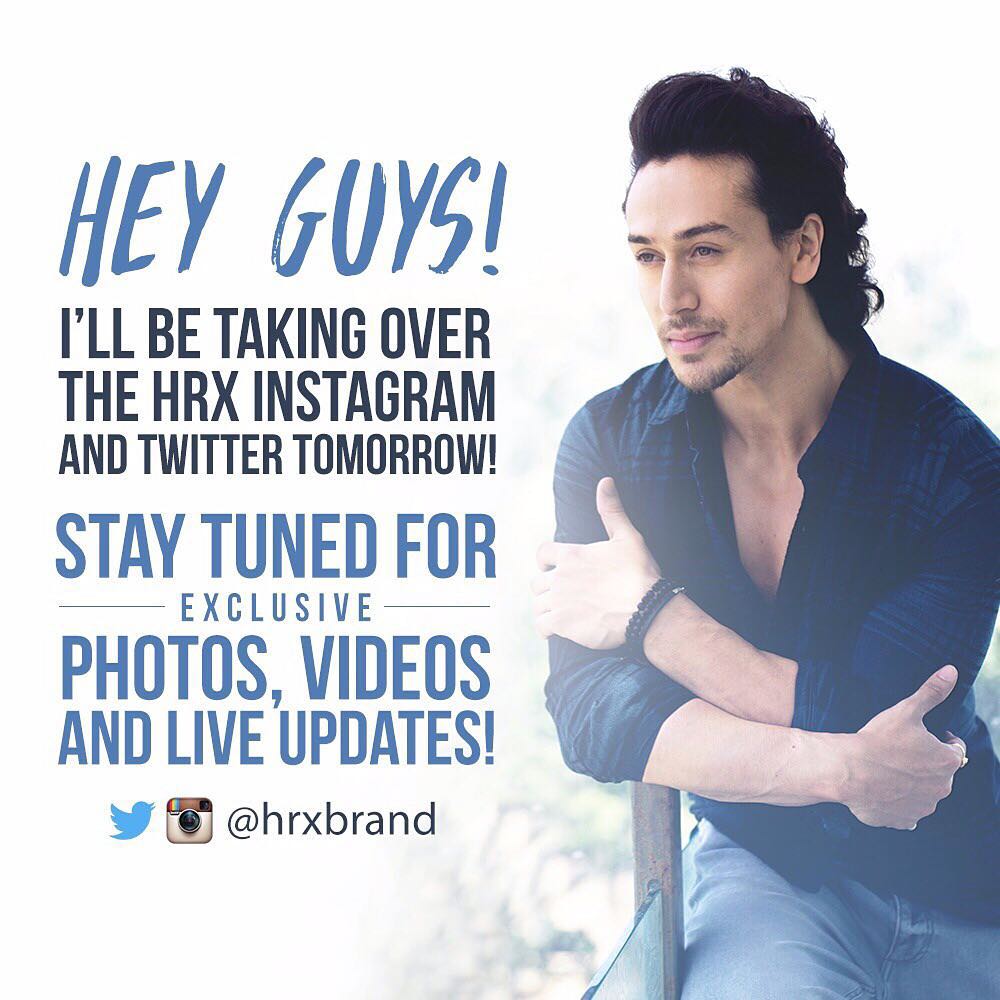 HEY GUYS!
I'LL BE TAKING OVER
THE HRX INSTAGRAM
AND TWITTER TOMORROW!
STAY TUNED FOR
EXCLUSIVE
PHOTOS, VIDEOS
AND LIVE UPDATES!
@hrxbrand